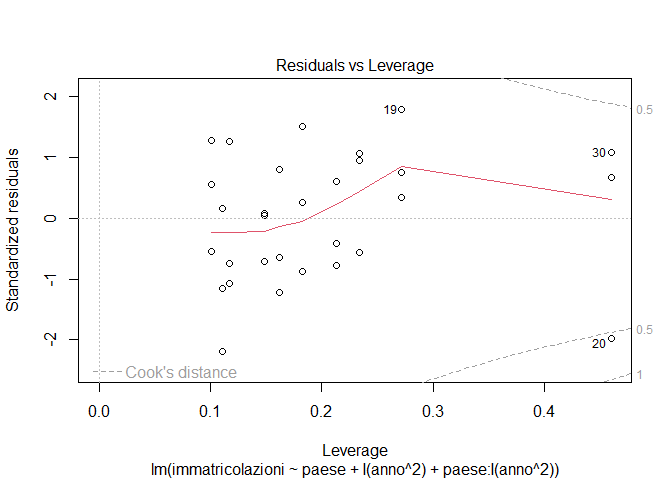 Residuals vs Leverage
Standardized residuals
2
1
0
-1
-2
19
30
20
0.5
0.5
1
Cook's distance
0.0 0.1 0.2 0.3 0.4
Leverage
lm(immatricolazioni ~ paese + I(anno^2) + paese:I(anno^2))